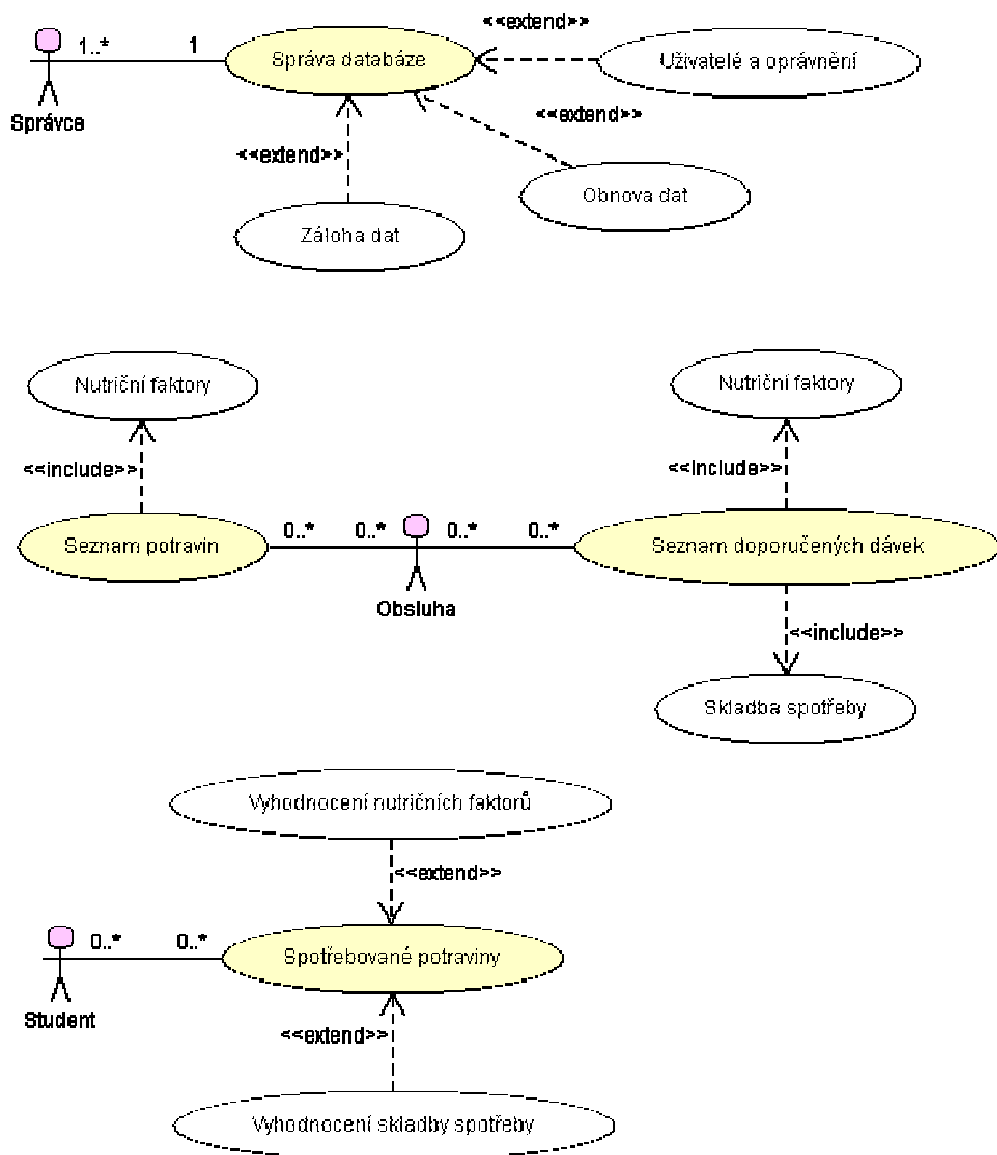 <<extend>>
1..*
1
Správa databáze
Uživatelé a oprávnění
Správce
<<extend>>
<<extend>>
Obnova dat
Záloha dat
Nutriční faktory
Nutriční faktory
<<include>>
<<include>>
0..*
0..*
0..*
0..*
Seznam potravin
Seznam doporučených dávek
Obsluha
<<include>>
Skladba spotřeby
Vyhodnocení nutričních faktorů
<<extend>>
0..*
0..*
Spotřebované potraviny
Student
<<extend>>
Vyhodnocení skladby spotřeby